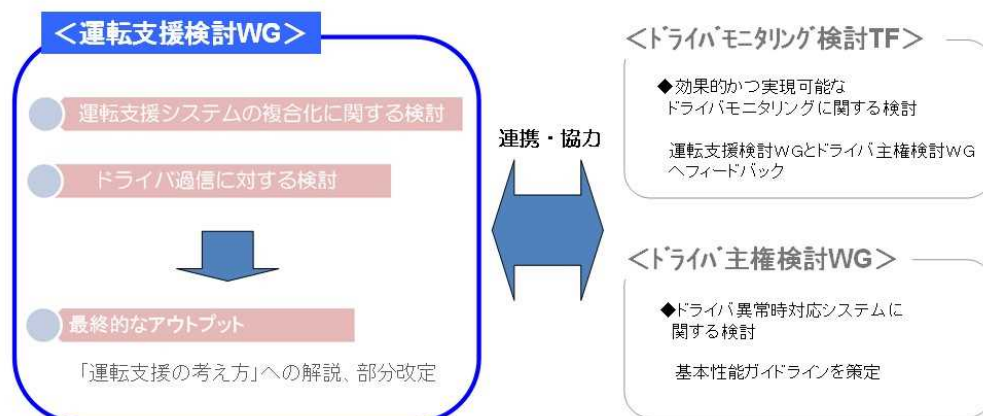 ＜運転支援検討WG＞
運転支援システムの複合化に関する検討
ドライバ過信に対する検討
最終的なアウトプット
「運転支援の考え方」への解説、部分改定
連携・協力
＜ドライバモニタリング検討TF＞
◆効果的かつ実現可能な
ドライバモニタリングに関する検討
運転支援検討WGとドライバ主権検討WG
へフィードバック
＜ドライバ主権検討WG＞
◆ドライバ異常時対応システムに
関する検討
基本性能ガイドラインを策定